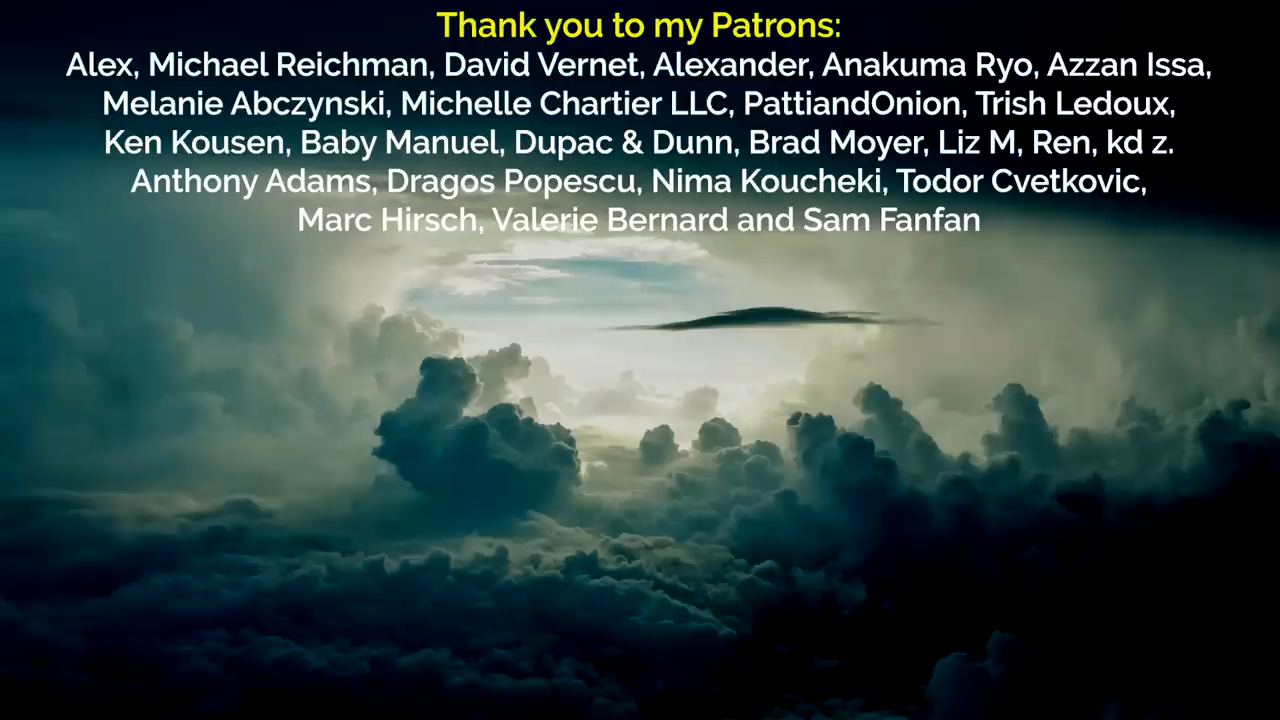 Thank you to my Patrons:
Alex, Michael Reichman, David Vernet, Alexander, Anakuma Ryo, Azzan Issa,
Melanie Abczynski, Michelle Chartier LLC, PattiandOnion, Trish Ledoux,
Ken Kousen, Baby Manuel, Dupac & Dunn, Brad Moyer, Liz M, Ren, kd z.
Anthony Adams, Dragos Popescu, Nima Koucheki, Todor Cvetkovic,
Marc Hirsch, Valerie Bernard and Sam Fanfan